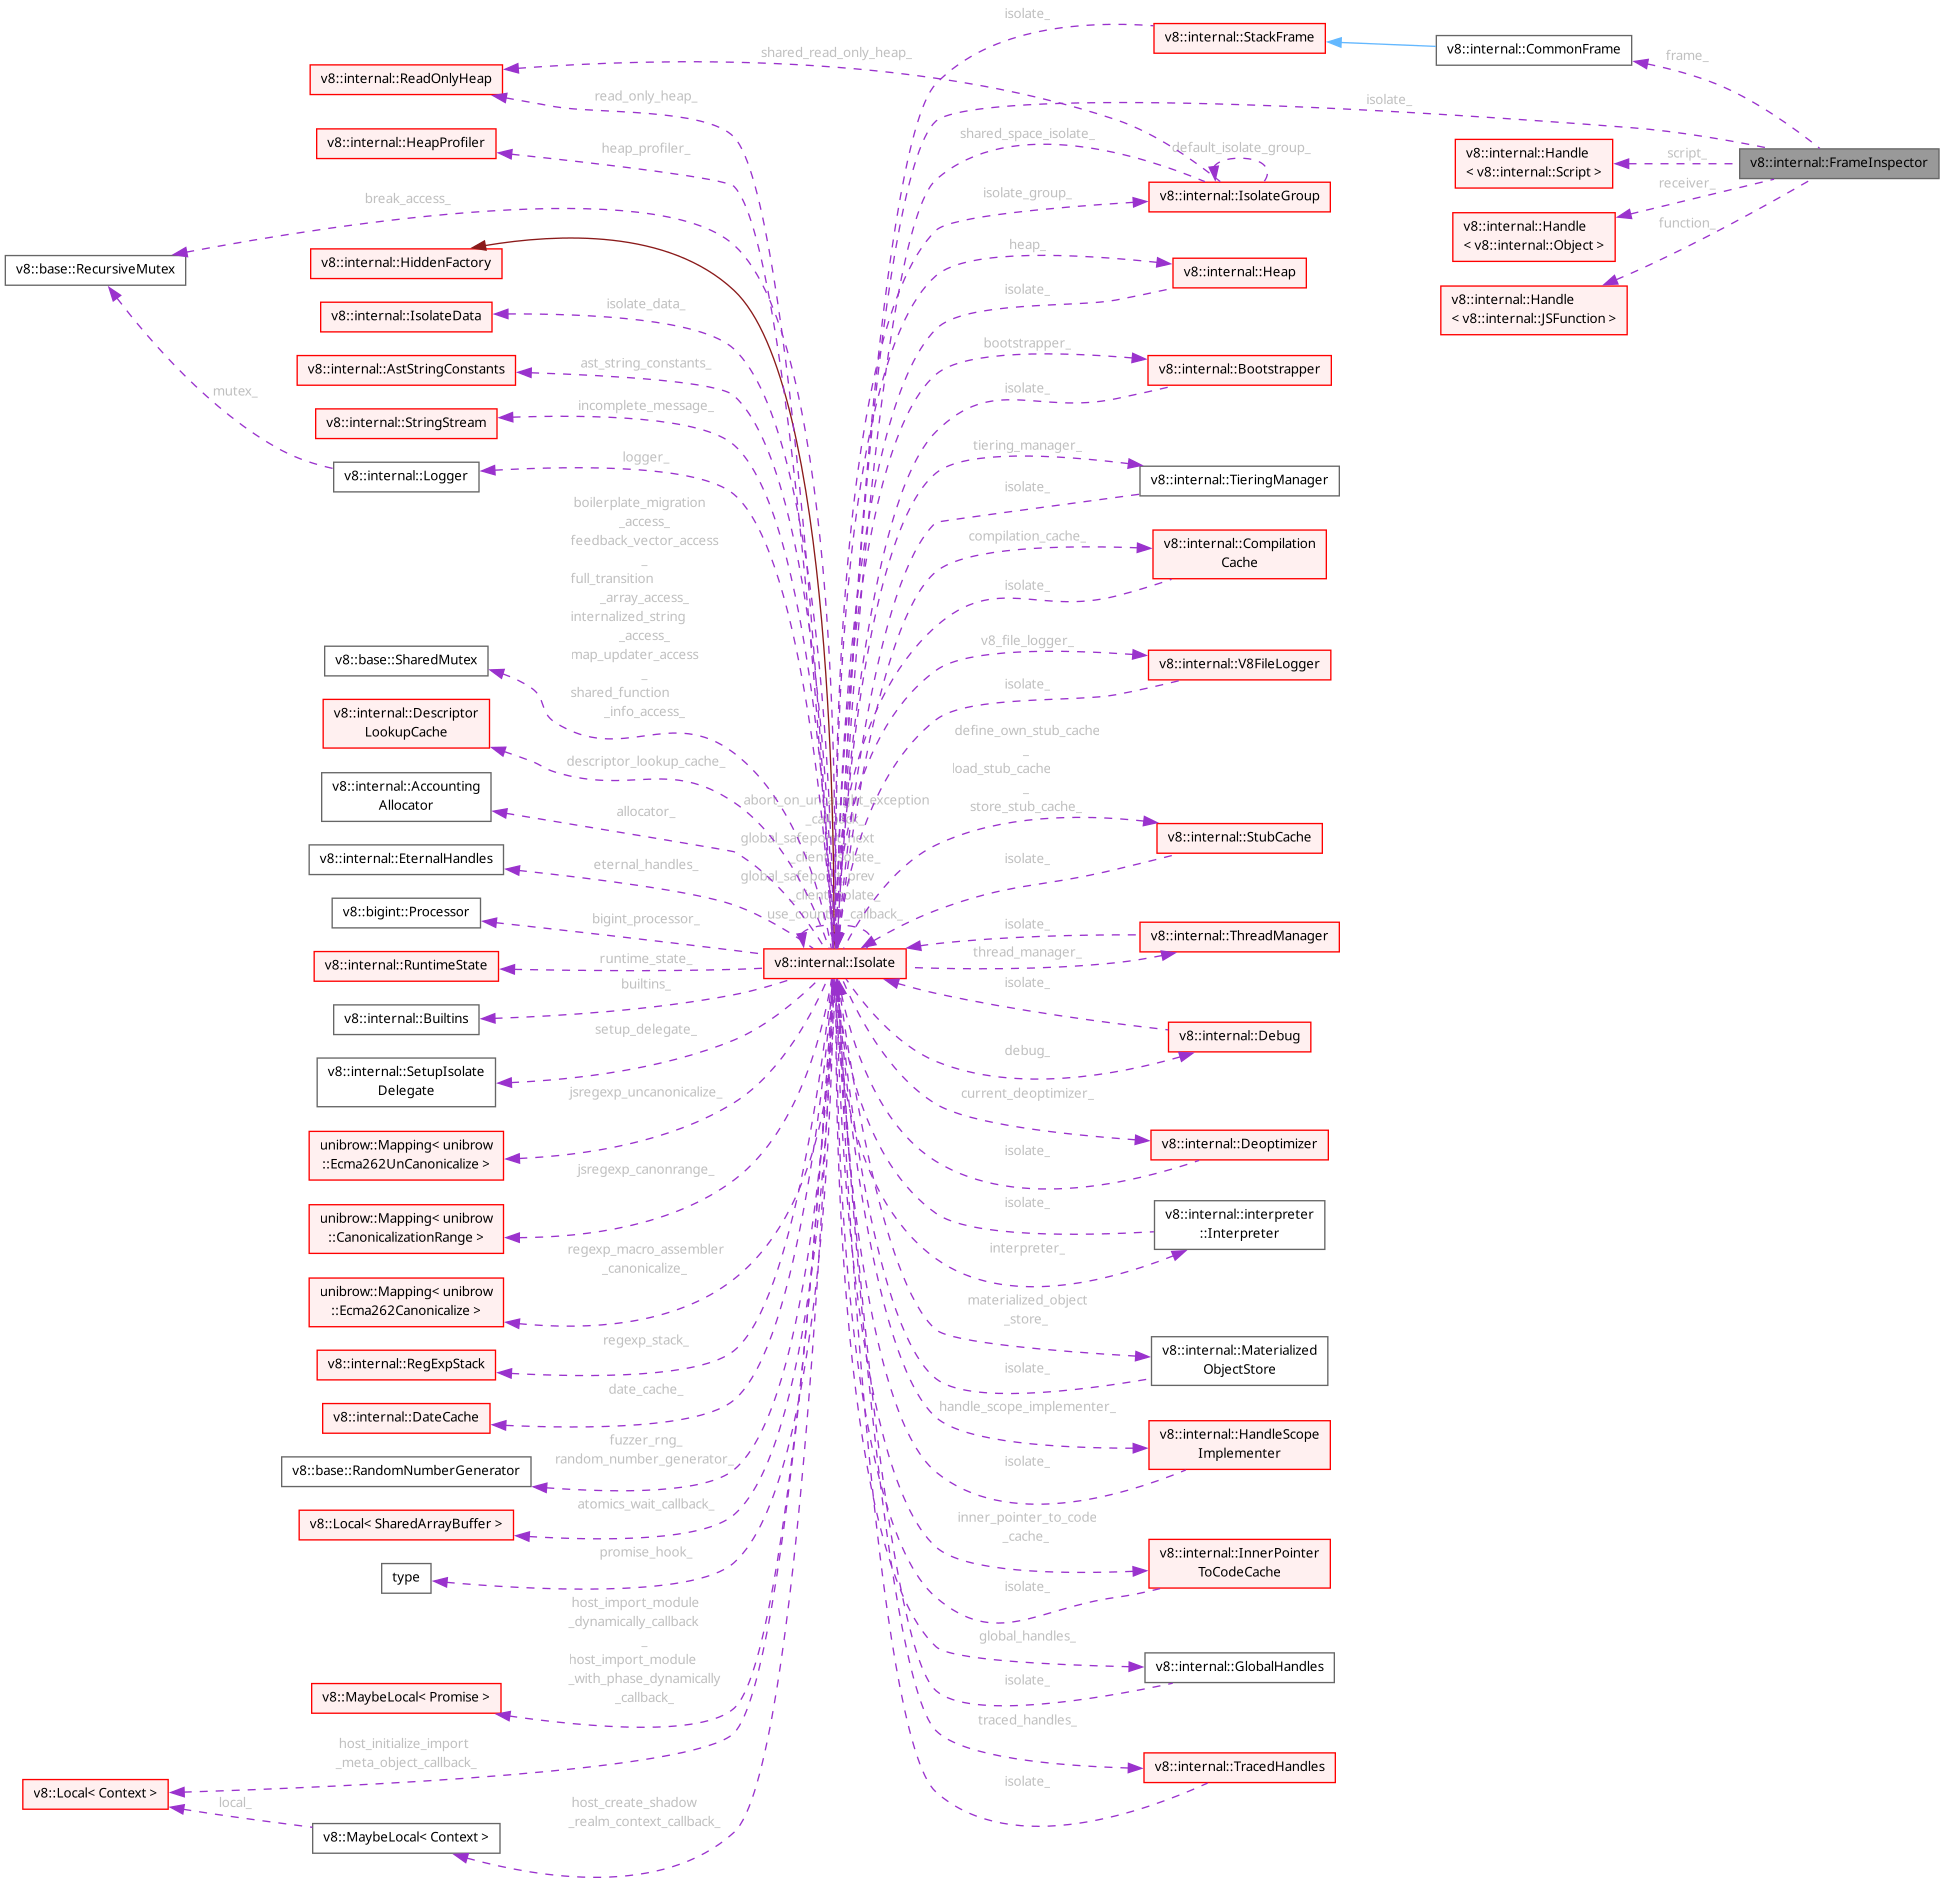 isolate_
v8::internal::StackFrame
v8::internal::CommonFrame
frame_
shared_read_only_heap_
v8::internal::ReadOnlyHeap
read_only_heap_
isolate_
v8::internal::HeapProfiler
heap_profiler_
shared_space_isolate_
default_isolate_group_
v8::internal::Handle
< v8::internal::Script >
script_
v8::internal::FrameInspector
break_access_
isolate_group_
v8::internal::IsolateGroup
receiver_
v8::internal::Handle
< v8::internal::Object >
function_
v8::base::RecursiveMutex
v8::internal::HiddenFactory
heap_
v8::internal::Heap
isolate_data_
v8::internal::IsolateData
isolate_
v8::internal::Handle
< v8::internal::JSFunction >
v8::internal::AstStringConstants
ast_string_constants_
bootstrapper_
v8::internal::Bootstrapper
mutex_
isolate_
v8::internal::StringStream
incomplete_message_
v8::internal::Logger
logger_
tiering_manager_
v8::internal::TieringManager
isolate_
boilerplate_migration
_access_
feedback_vector_access
_
full_transition
_array_access_
internalized_string
_access_
map_updater_access
_
shared_function
_info_access_
compilation_cache_
v8::internal::Compilation
Cache
isolate_
v8::base::SharedMutex
v8_file_logger_
v8::internal::V8FileLogger
isolate_
v8::internal::Descriptor
LookupCache
descriptor_lookup_cache_
define_own_stub_cache
_
load_stub_cache
_
store_stub_cache_
v8::internal::StubCache
v8::internal::Accounting
Allocator
allocator_
isolate_
v8::internal::EternalHandles
eternal_handles_
v8::bigint::Processor
bigint_processor_
use_counter_callback_
v8::internal::Isolate
isolate_
v8::internal::ThreadManager
thread_manager_
v8::internal::RuntimeState
runtime_state_
builtins_
v8::internal::Builtins
isolate_
v8::internal::Debug
debug_
setup_delegate_
v8::internal::SetupIsolate
Delegate
jsregexp_uncanonicalize_
current_deoptimizer_
v8::internal::Deoptimizer
isolate_
unibrow::Mapping< unibrow
::Ecma262UnCanonicalize >
jsregexp_canonrange_
isolate_
v8::internal::interpreter
::Interpreter
interpreter_
unibrow::Mapping< unibrow
::CanonicalizationRange >
regexp_macro_assembler
_canonicalize_
unibrow::Mapping< unibrow
::Ecma262Canonicalize >
materialized_object
_store_
v8::internal::Materialized
ObjectStore
isolate_
regexp_stack_
v8::internal::RegExpStack
date_cache_
v8::internal::DateCache
handle_scope_implementer_
v8::internal::HandleScope
Implementer
isolate_
fuzzer_rng_
random_number_generator_
v8::base::RandomNumberGenerator
atomics_wait_callback_
v8::Local< SharedArrayBuffer >
inner_pointer_to_code
_cache_
v8::internal::InnerPointer
ToCodeCache
isolate_
promise_hook_
type
host_import_module
_dynamically_callback
_
host_import_module
_with_phase_dynamically
_callback_
v8::MaybeLocal< Promise >
global_handles_
v8::internal::GlobalHandles
isolate_
traced_handles_
v8::internal::TracedHandles
isolate_
host_initialize_import
_meta_object_callback_
v8::Local< Context >
local_
host_create_shadow
_realm_context_callback_
v8::MaybeLocal< Context >